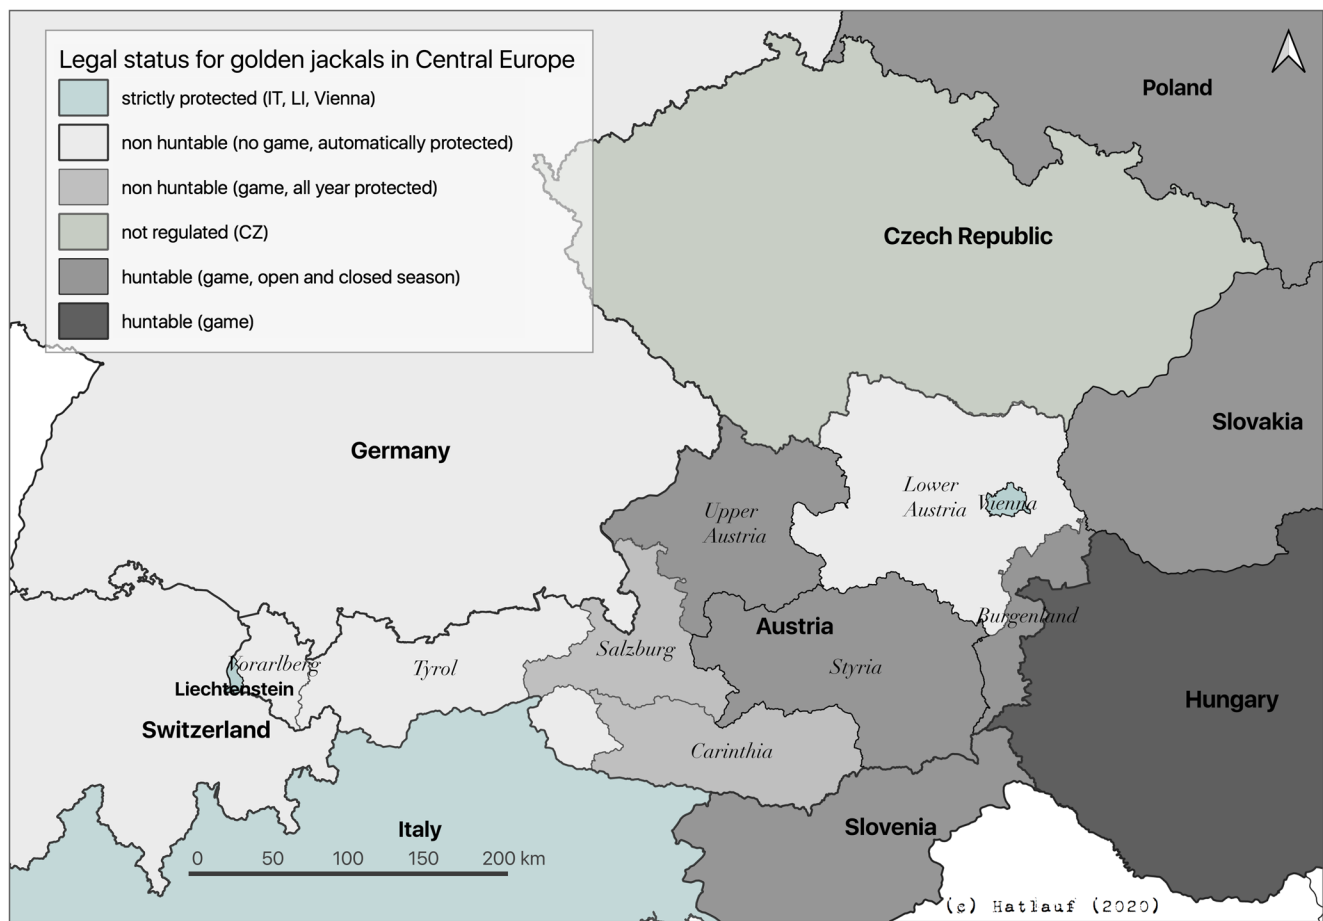 Legal status for golden jackals in Central Europe
strictly protected (IT, LI, Vienna)
non huntable (no game, automatically protected)
non huntable (game, all year protected)
not regulated (CZ)
huntable (game, open and closed season)
huntable (game)
Poland
Czech Republic
Slovakia
Germany
Lower
Austria
Vienna
Upper
Austria
Burgenland
Austria
Salzburg
Styria
Vorarlberg
Tyrol
Liechtenstein
Switzerland
Hungary
Carinthia
Italy
Slovenia
0 50 100 150 200 km
(c) Hatlauf (2020)